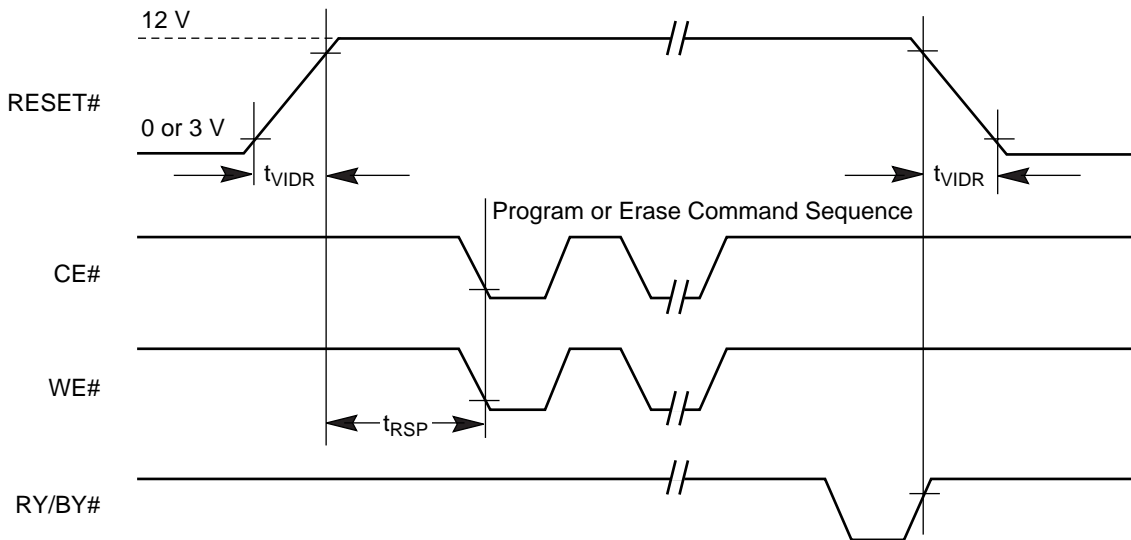 12 V
RESET#
0 or 3 V
tVIDR
tVIDR
Program or Erase Command Sequence
CE#
WE#
tRSP
RY/BY#